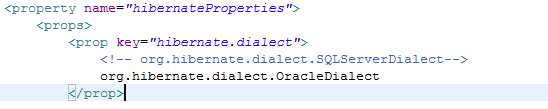 <property name="hibernateProperties">
<props>
<prop key="hibernate.dialect">
<!-- org.hibernate.dialect.SQLServerDialect-->
org.hibernate.dialect.OracleDialect
</prop>